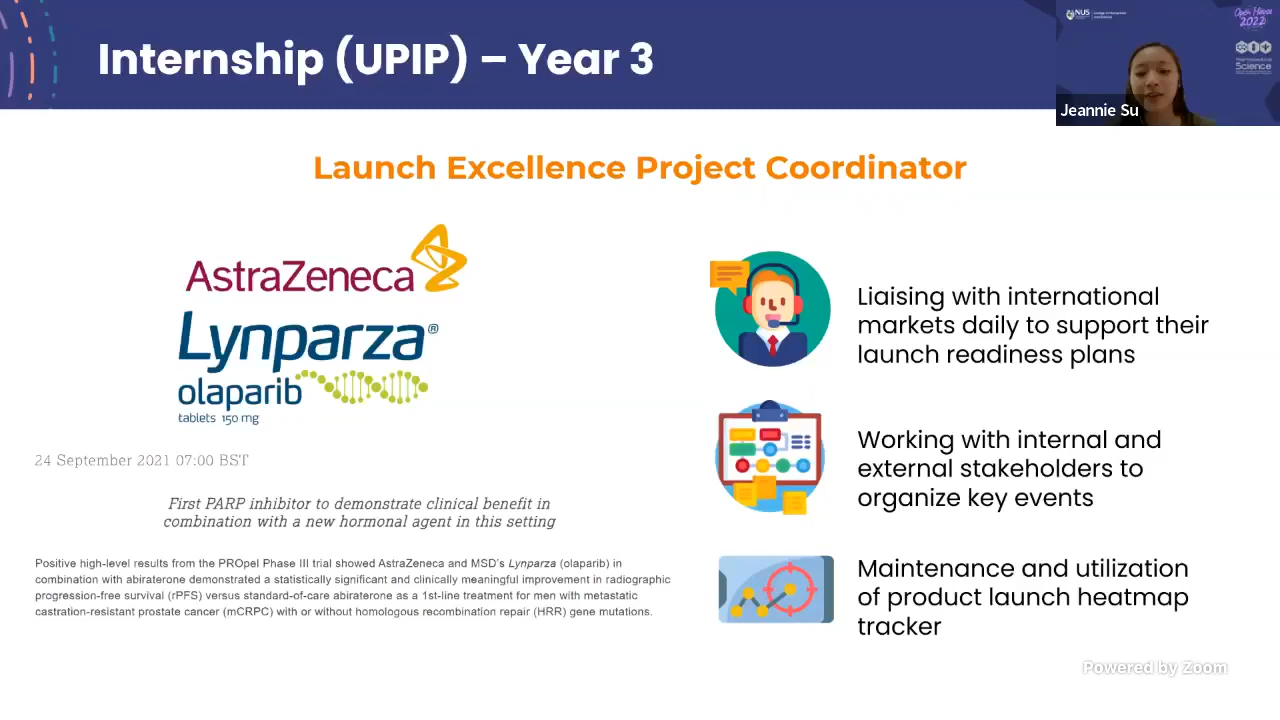 Internship (UPIP) – Year 3
NUS
Open House
2022
Science
Jeannie Su
Launch Excellence Project Coordinator
AstraZeneca
Lynparza®
olaparib
tablets 150 mg
24 September 2021 07:00 BST
First PARP inhibitor to demonstrate clinical benefit in
combination with a new hormonal agent in this setting
Positive high-level results from the PROpel Phase III trial showed AstraZeneca and MSD's Lynparza (olaparib) in
combination with abiraterone demonstrated a statistically significant and clinically meaningful improvement in radiographic
progression-free survival (rPFS) versus standard-of-care abiraterone as a 1st-line treatment for men with metastatic
castration-resistant prostate cancer (mCRPC) with or without homologous recombination repair (HRR) gene mutations.
Liaising with international
markets daily to support their
launch readiness plans
Working with internal and
external stakeholders to
organize key events
Maintenance and utilization
of product launch heatmap
tracker
Powered by Zoom